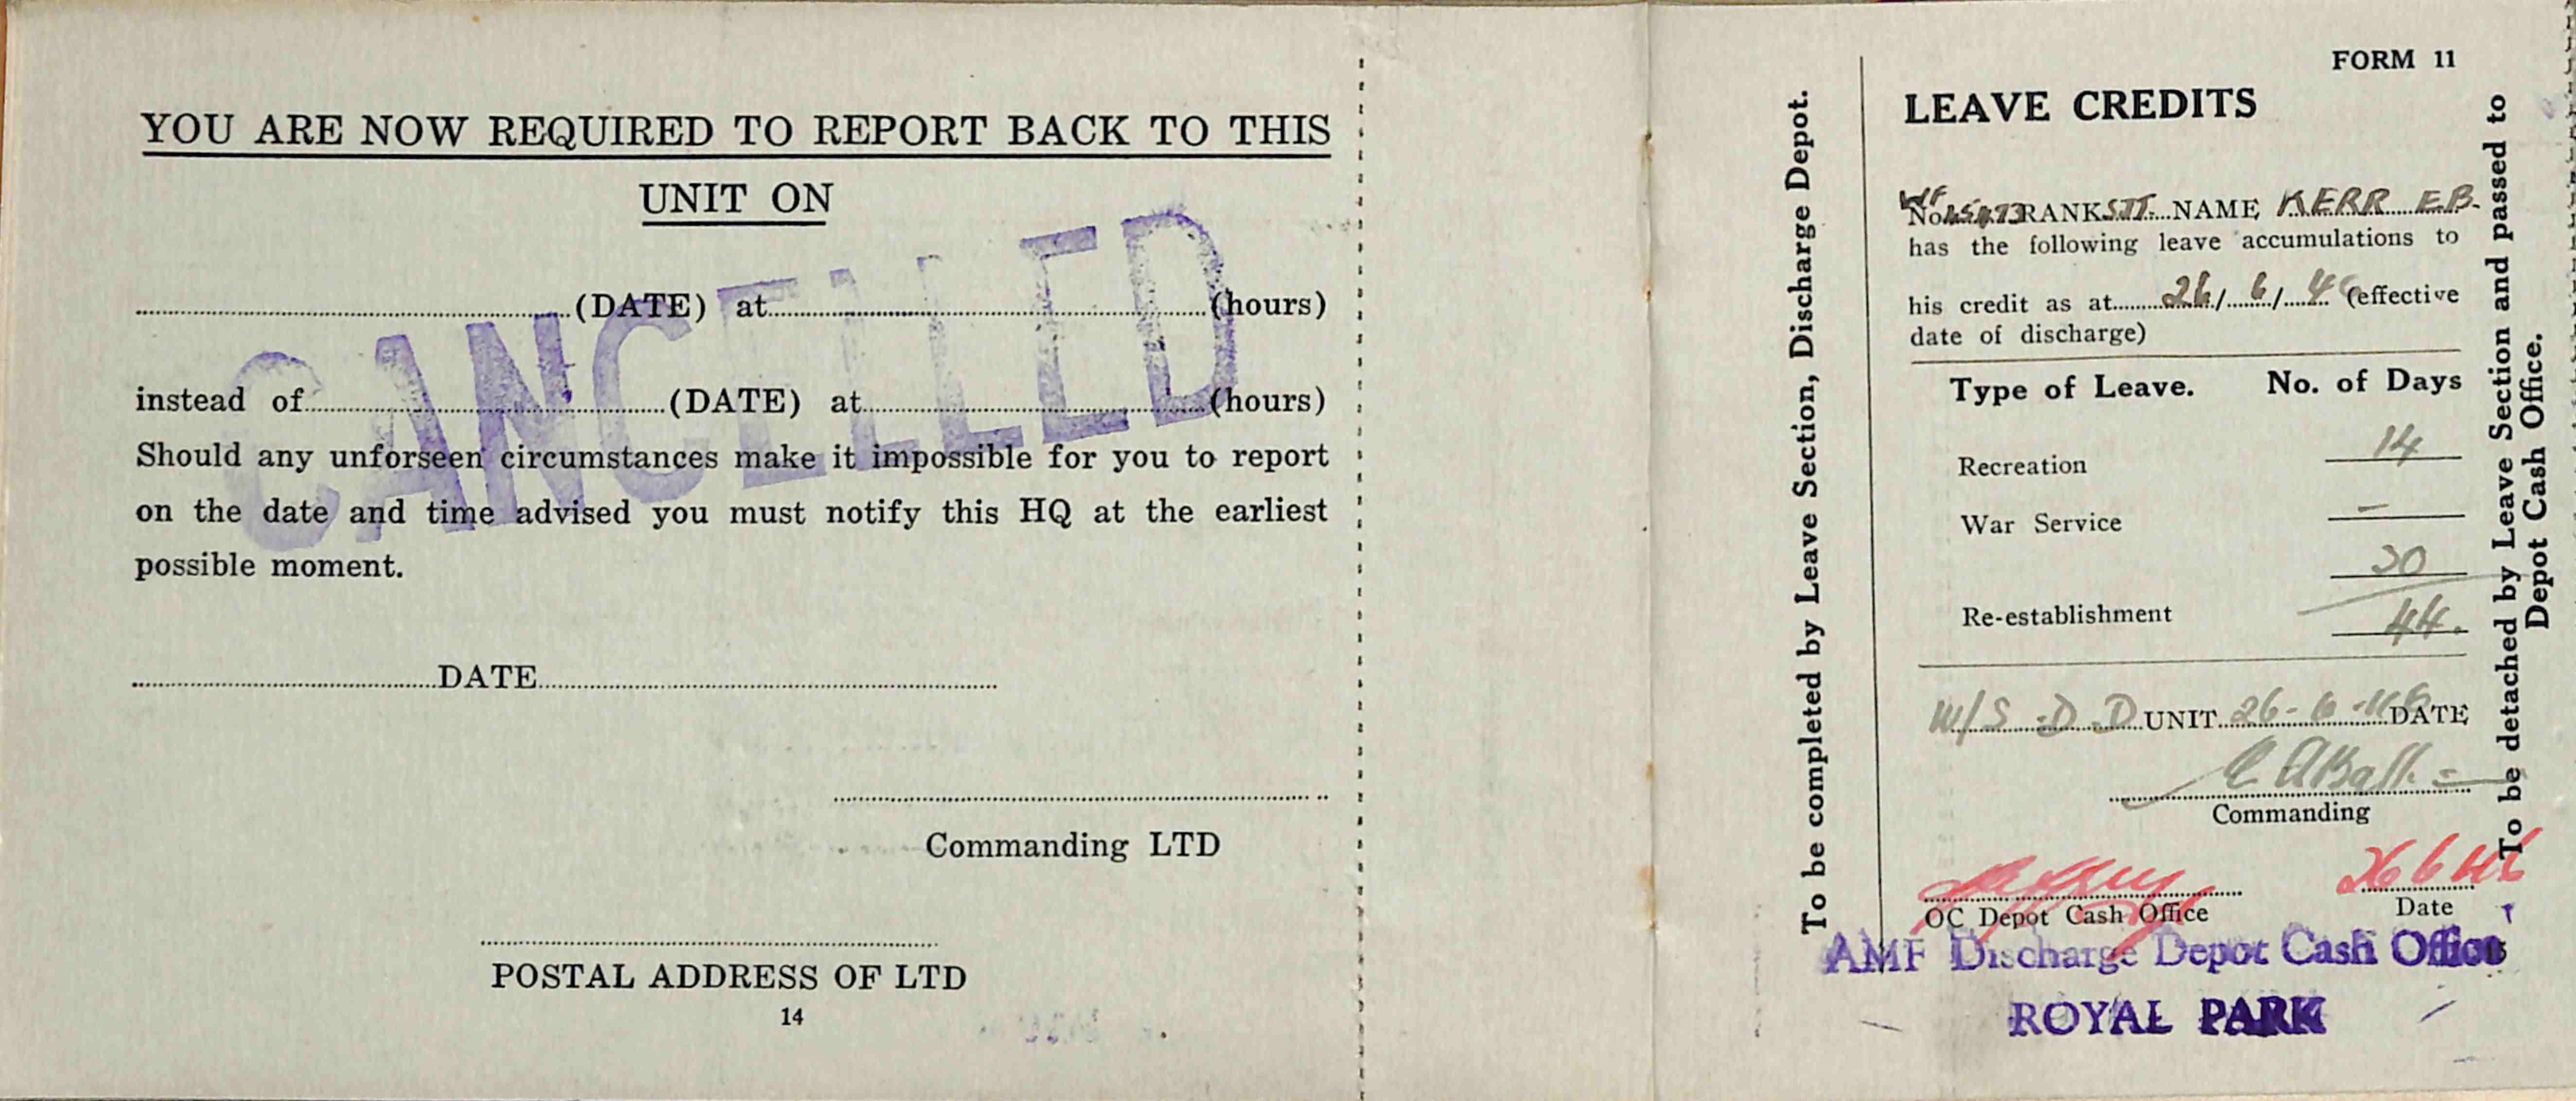 YOU ARE NOW REQUIRED TO REPORT BACK TO THIS
UNIT ON
(DATE) at (hours)
instead of (DATE) at (hours)
Should any unforseen circumstances make it impossible for you to report
on the date and time advised you must notify this HQ at the earliest
possible moment.
CANCELLED
DATE
Commanding LTD
POSTAL ADDRESS OF LTD
14
To be completed by Leave Section, Discharge Depot.
FORM 11
LEAVE CREDITS
No. RANK NAME KERR E.B.
has the following leave accumulations to
his credit as at 26/6/46 (effective
date of discharge)
Type of Leave. No. of Days
Recreation 14
War Service –
30
Re-establishment 44.
W/S D.D UNIT 26-6-46 DATE
Commanding
26 6 46
OC Depot Cash Office Date
AMF Discharge Depot Cash Office
ROYAL PARK
To be detached by Leave Section and passed to
Depot Cash Office.